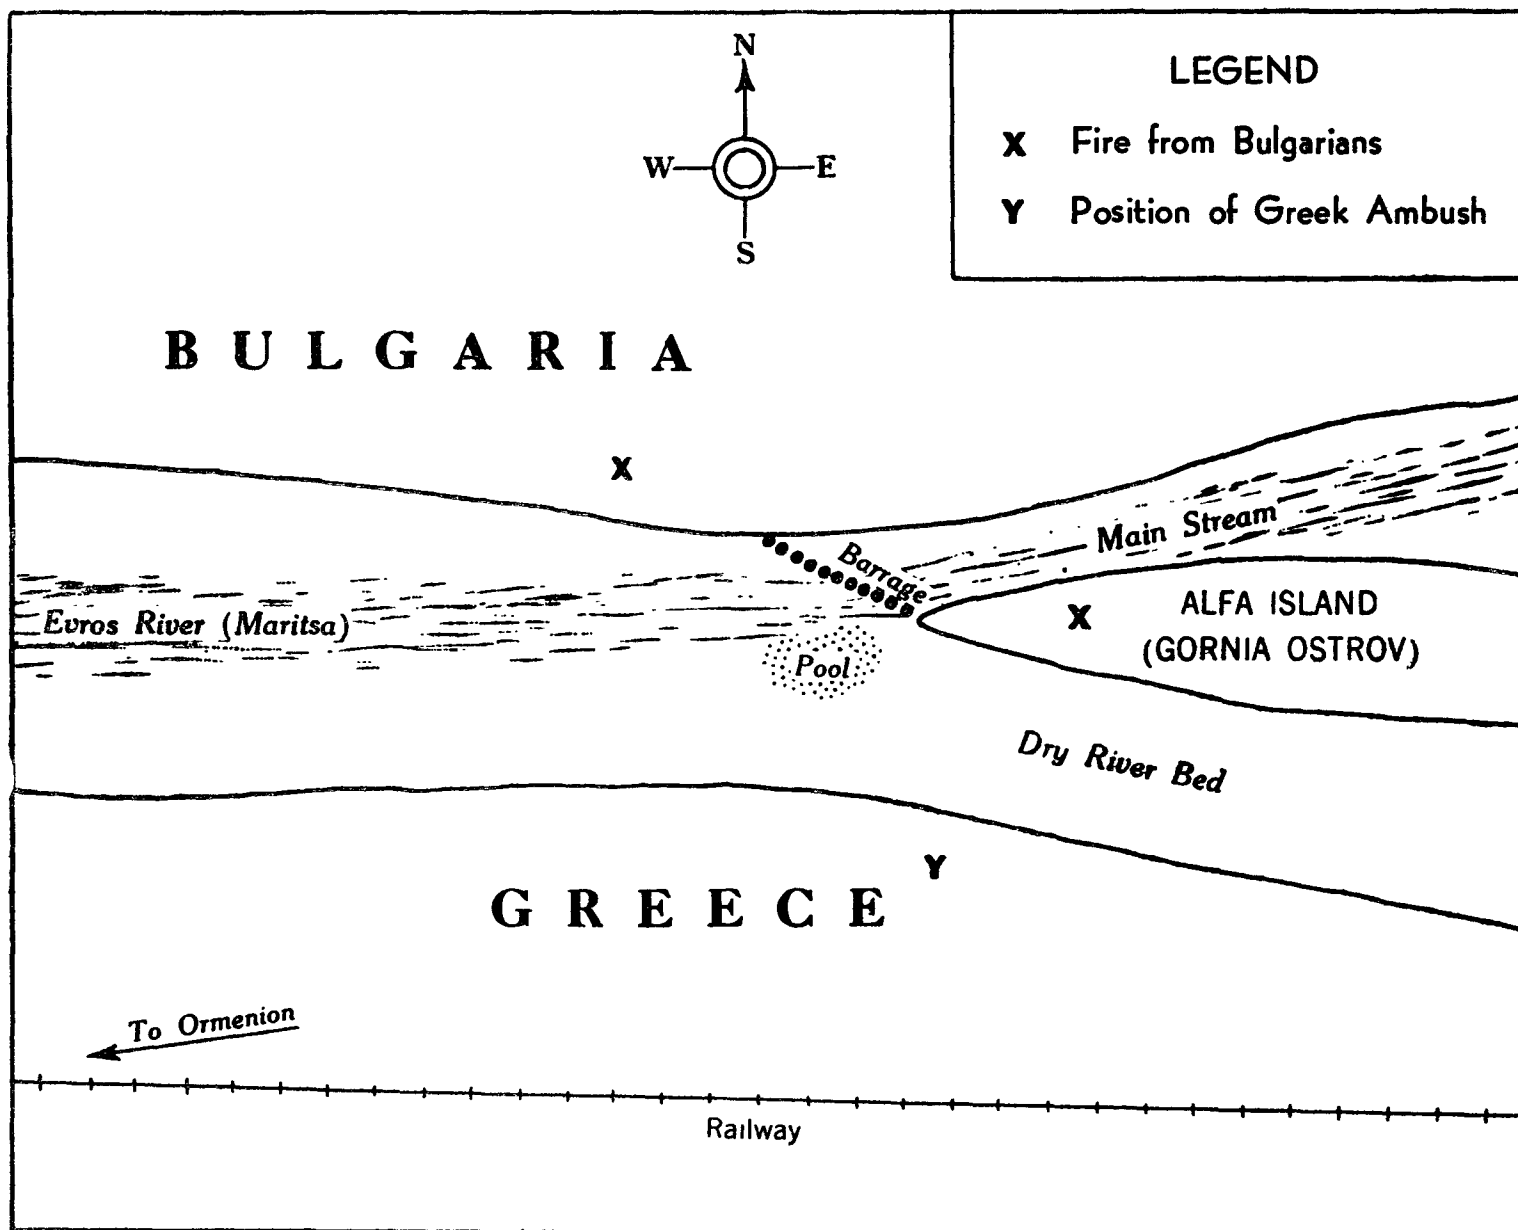 N
W E
S
LEGEND
X Fire from Bulgarians
Y Position of Greek Ambush
BULGARIA
X
Main Stream
Barrage
Evros River (Maritsa)
X
ALFA ISLAND
(GORNIA OSTROV)
Pool
Dry River Bed
Y
GREECE
To Ormenion
Railway